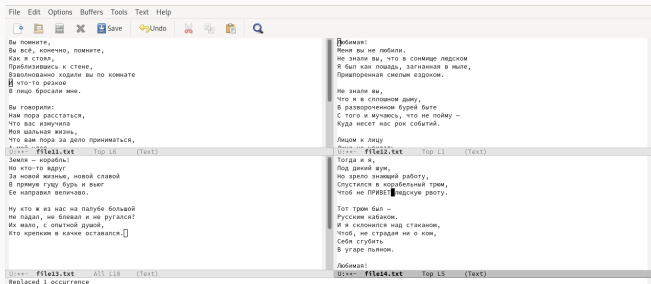 File Edit Options Buffers Tools Text Help
Save Undo
Вы помните,
Вы всё, конечно, помните,
Как я стоял,
Приблизившись к стене,
Взволнованно ходили вы по комнате
И что-то резкое
В лицо бросали мне.
Вы говорили:
Нам пора расстаться,
Что вас измучила
Моя шальная жизнь,
Что вам пора за дело приниматься,
U:**- file11.txt Top L6 (Text)
Любимая!
Меня вы не любили.
Не знали вы, что в сонмище людском
Я был как лошадь, загнанная в мыле,
Пришпоренная смелым ездоком.
Не знали вы,
Что я в сплошном дыму,
В развороченном бурей быте
С того и мучаюсь, что не пойму —
Куда несет нас рок событий.
Лицом к лицу
U:**- file12.txt Top L1 (Text)
Земля — корабль!
Но кто-то вдруг
За новой жизнью, новой славой
В прямую гущу бурь и вьюг
Ее направил величаво.
Ну кто ж из нас на палубе большой
Не падал, не блевал и не ругался?
Их мало, с опытной душой,
Кто крепким в качке оставался.
U:**- file13.txt All L10 (Text)
Тогда и я,
Под дикий шум,
Но зрело знающий работу,
Спустился в корабельный трюм,
Чтоб не ПРИВЕТ людскую рвоту.
Тот трюм был —
Русским кабаком.
И я склонился над стаканом,
Чтоб, не страдая ни о ком,
Себя сгубить
В угаре пьяном.
Любимая!
U:**- file14.txt Top L5 (Text)
Replaced 1 occurrence